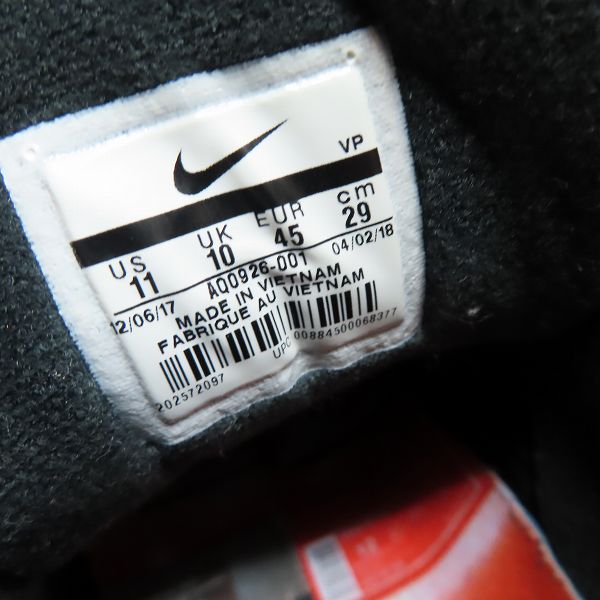 VP
US UK EUR cm
11 10 45 29
12/06/17 AQ0926-001 04/02/18
MADE IN VIETNAM
FABRIQUE AU VIETNAM
202572097 UPC 00884500068377